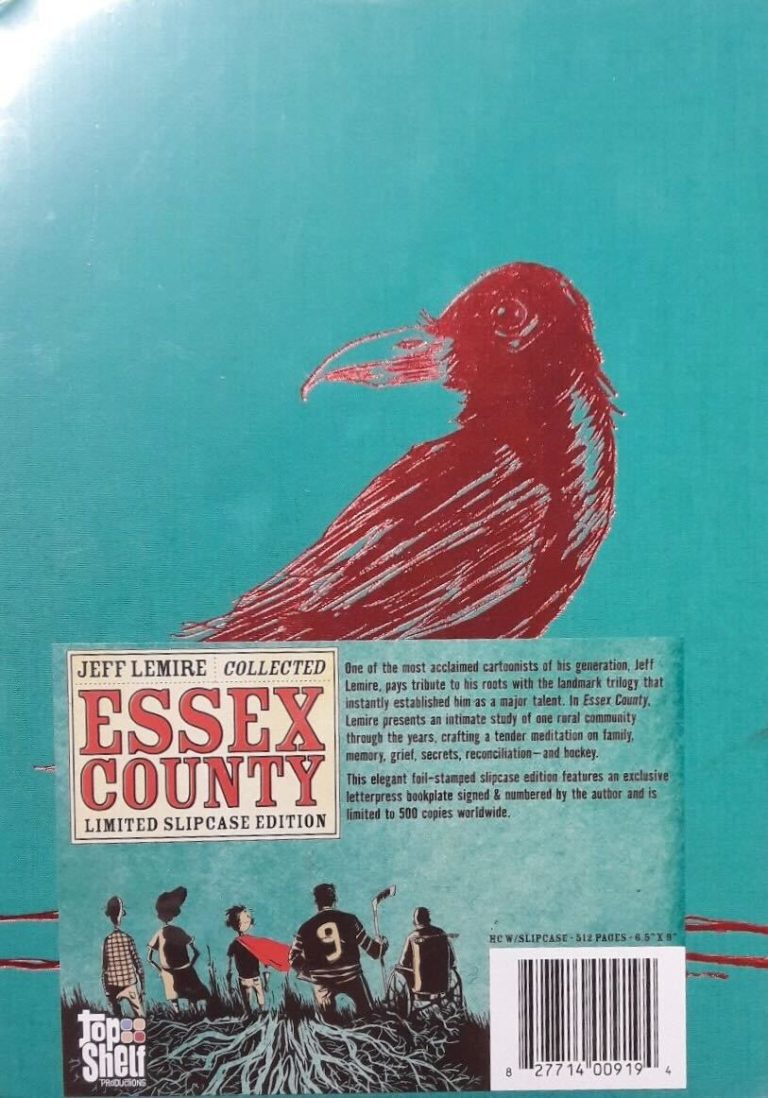 JEFF LEMIRE COLLECTED
ESSEX
COUNTY
LIMITED SLIPCASE EDITION
One of the most acclaimed cartoonists of his generation, Jeff
Lemire, pays tribute to his roots with the landmark trilogy that
instantly established him as a major talent. In Essex County,
Lemire presents an intimate study of one rural community
through the years, crafting a tender meditation on family,
memory, grief, secrets, reconciliation—and hockey.
This elegant foil-stamped slipcase edition features an exclusive
letterpress bookplate signed & numbered by the author and is
limited to 500 copies worldwide.
9
HC W/SLIPCASE · 512 PAGES · 6.5" X 9"
Top
Shelf
PRODUCTIONS
8 27714 00919 4